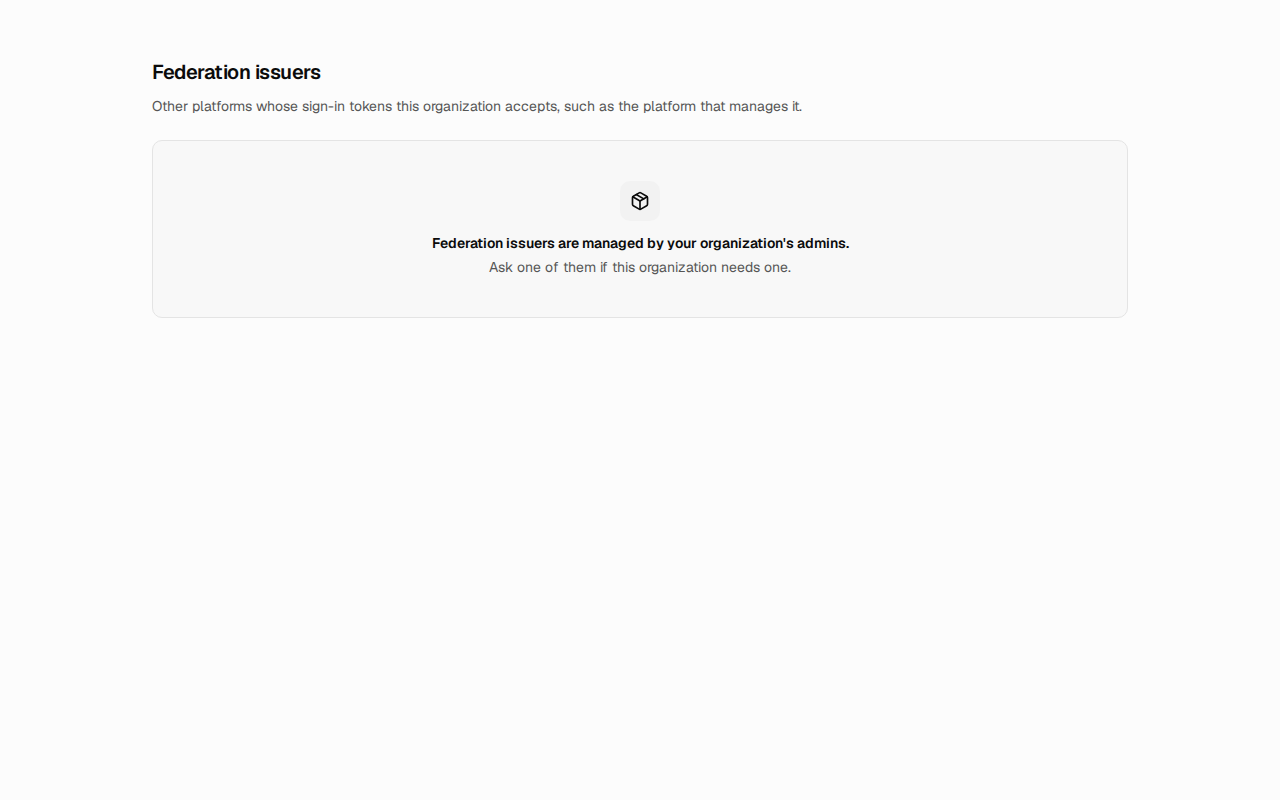 Federation issuers
Other platforms whose sign-in tokens this organization accepts, such as the platform that manages it.
Federation issuers are managed by your organization's admins.
Ask one of them if this organization needs one.